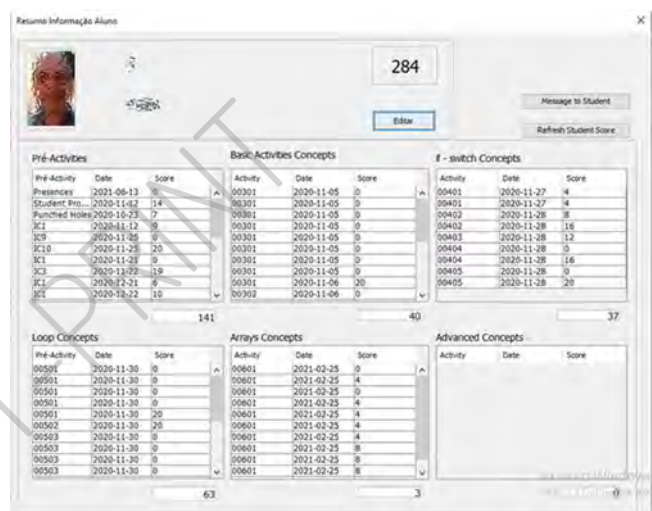 Resumo Informação Aluno
284
Editar
Message to Student
Refresh Student Score
Pré-Activities
Pré-Activity Date Score
Presences 2021-06-13 0
Student Pro... 2020-11-12 14
Punched Holes 2020-10-23 7
IC1 2020-11-12 9
IC9 2020-11-25 0
IC10 2020-11-25 20
IC1 2020-11-21 0
IC3 2020-11-22 19
IC1 2020-12-21 6
IC1 2020-12-22 10
141
Basic Activities Concepts
Activity Date Score
00301 2020-11-05 0
00301 2020-11-05 0
00301 2020-11-05 0
00301 2020-11-05 0
00301 2020-11-05 0
00301 2020-11-05 0
00301 2020-11-05 0
00301 2020-11-05 0
00301 2020-11-06 20
00302 2020-11-06 0
40
if - switch Concepts
Activity Date Score
00401 2020-11-27 4
00401 2020-11-27 4
00402 2020-11-28 8
00402 2020-11-28 16
00403 2020-11-28 12
00404 2020-11-28 0
00404 2020-11-28 16
00405 2020-11-28 0
00405 2020-11-28 20
37
Loop Concepts
Pré-Activity Date Score
00501 2020-11-30 0
00501 2020-11-30 0
00501 2020-11-30 0
00501 2020-11-30 0
00501 2020-11-30 20
00502 2020-11-30 20
00503 2020-11-30 0
00503 2020-11-30 0
00503 2020-11-30 0
00503 2020-11-30 0
63
Arrays Concepts
Activity Date Score
00601 2021-02-25 0
00601 2021-02-25 4
00601 2021-02-25 0
00601 2021-02-25 4
00601 2021-02-25 4
00601 2021-02-25 4
00601 2021-02-25 4
00601 2021-02-25 8
00601 2021-02-25 8
00601 2021-02-25 8
3
Advanced Concepts
Activity Date Score
0
PRINT